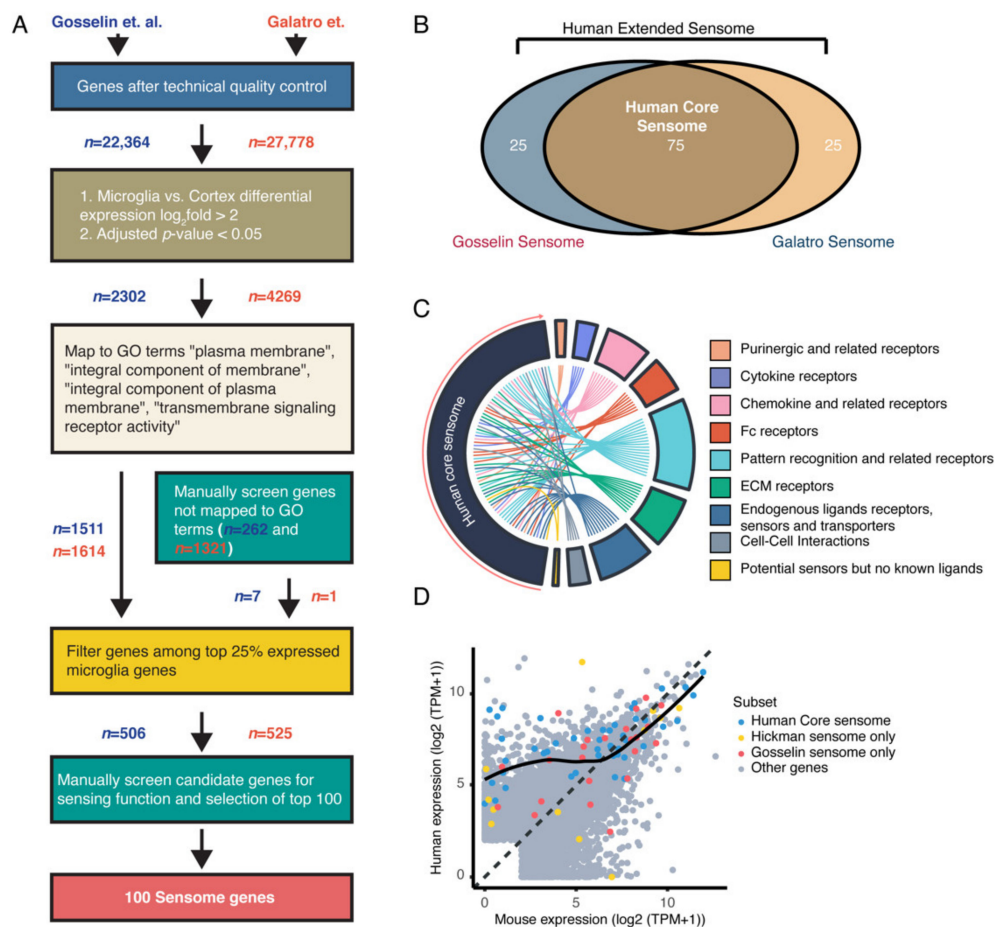 A
Gosselin et. al.
Galatro et.
Genes after technical quality control
n=22,364
n=27,778
1. Microglia vs. Cortex differential
expression log2fold > 2
2. Adjusted p-value < 0.05
n=2302
n=4269
Map to GO terms "plasma membrane",
"integral component of membrane",
"integral component of plasma
membrane", "transmembrane signaling
receptor activity"
Manually screen genes
not mapped to GO
terms (n=262 and
n=1321)
n=1511
n=1614
n=7
n=1
Filter genes among top 25% expressed
microglia genes
n=506
n=525
Manually screen candidate genes for
sensing function and selection of top 100
100 Sensome genes
B
Human Extended Sensome
Human Core
Sensome
25
75
25
Gosselin Sensome
Galatro Sensome
C
Human core sensome
Purinergic and related receptors
Cytokine receptors
Chemokine and related receptors
Fc receptors
Pattern recognition and related receptors
ECM receptors
Endogenous ligands receptors,
sensors and transporters
Cell-Cell Interactions
Potential sensors but no known ligands
D
Human expression (log2 (TPM+1))
10
5
0
0
5
10
Mouse expression (log2 (TPM+1))
Subset
Human Core sensome
Hickman sensome only
Gosselin sensome only
Other genes